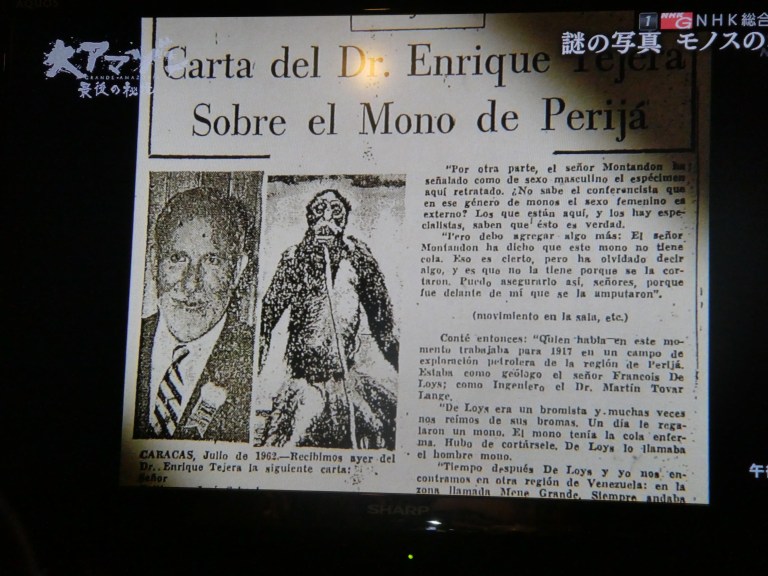 AQUOS
1 NHK G NHK総合
大アマゾン
GRANDE AMAZON
最後の秘境
謎の写真 モノスの
Carta del Dr. Enrique Tejera
Sobre el Mono de Perijá
"Por otra parte, el señor Montandon ha
señalado como de sexo masculino el espécimen
aquí retratado. ¿No sabe el conferencista que
en ese género de monos el sexo femenino es
externo? Los que están aquí, y los hay espe-
cialistas, saben que ésto es verdad.
"Pero debo agregar algo más: El señor
Montandon ha dicho que este mono no tiene
cola. Eso es cierto, pero ha olvidado decir
algo, y es que no la tiene porque se la cor-
taron. Puedo asegurarlo así, señores, porque
fue delante de mí que se la amputaron".
(movimiento en la sala, etc.)
Conté entonces: "Quien habla en este mo-
mento trabajaba para 1917 en un campo de
exploración petrolera de la región de Perijá.
Estaba como geólogo el señor Francois De
Loys; como Ingeniero el Dr. Martín Tovar
Lange.
"De Loys era un bromista y muchas veces
nos reímos de sus bromas. Un día le rega-
laron un mono. El mono tenía la cola enfer-
ma. Hubo de cortársele. De Loys lo llamaba
el hombre mono.
"Tiempo después De Loys y yo nos en-
contramos en otra región de Venezuela: en la
zona llamada Mene Grande. Siempre andaba
CARACAS, Julio de 1962.—Recibimos ayer del
Dr. Enrique Tejera la siguiente carta:
Señor
午
SHARP